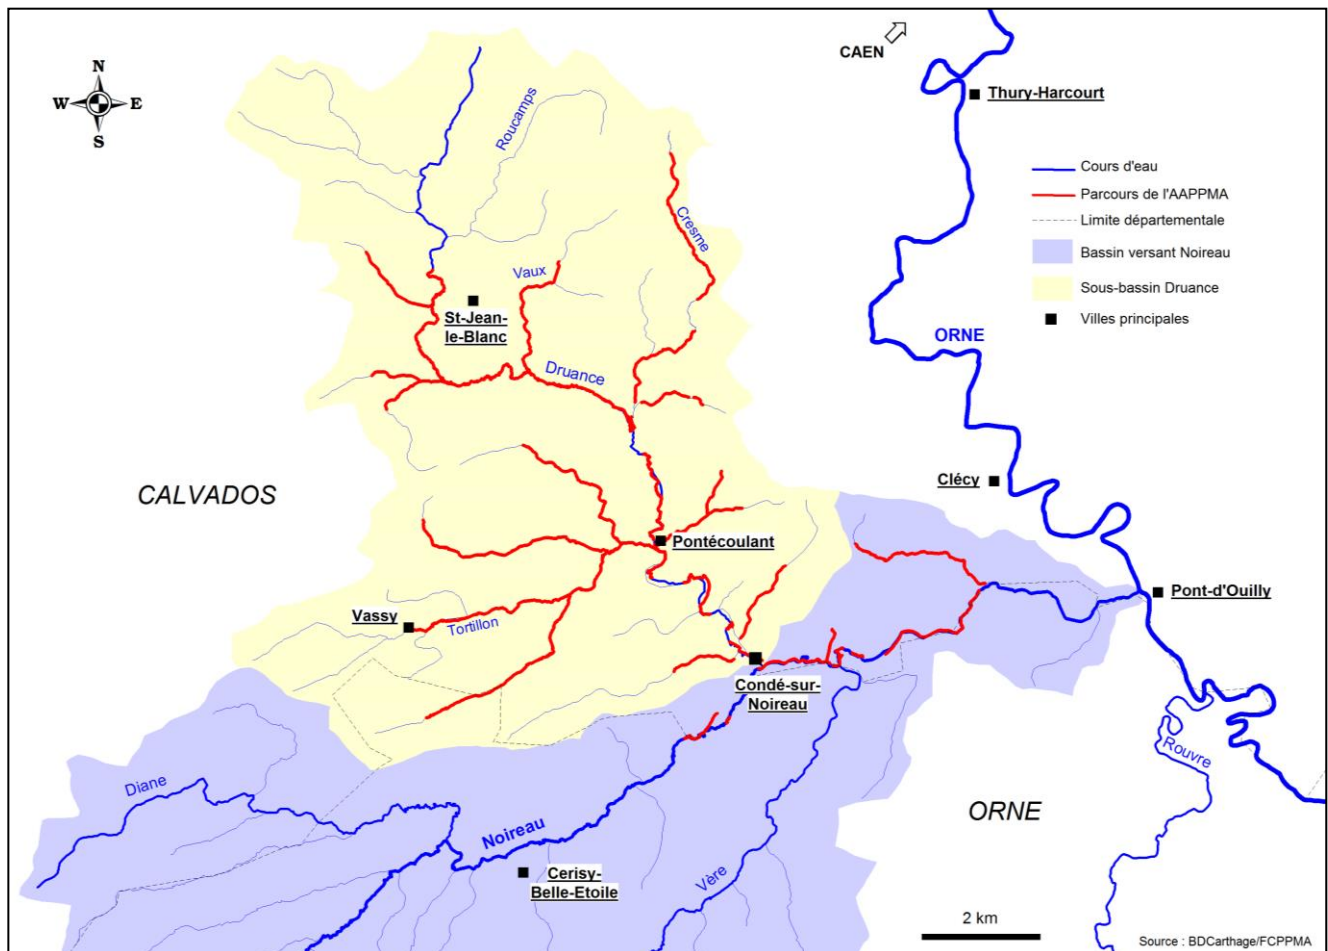 CAEN
N
W
E
S
Thury-Harcourt
Roucamps
Cours d'eau
Parcours de l'AAPPMA
Limite départementale
Bassin versant Noireau
Sous-bassin Druance
Villes principales
Cresme
Vaux
St-Jean-
le-Blanc
ORNE
Druance
Clécy
CALVADOS
Pontécoulant
Pont-d'Ouilly
Vassy
Tortillon
Condé-sur-
Noireau
Rouvre
Diane
Noireau
ORNE
Cerisy-
Belle-Etoile
Vère
2 km
Source : BDCarthage/FCPPMA